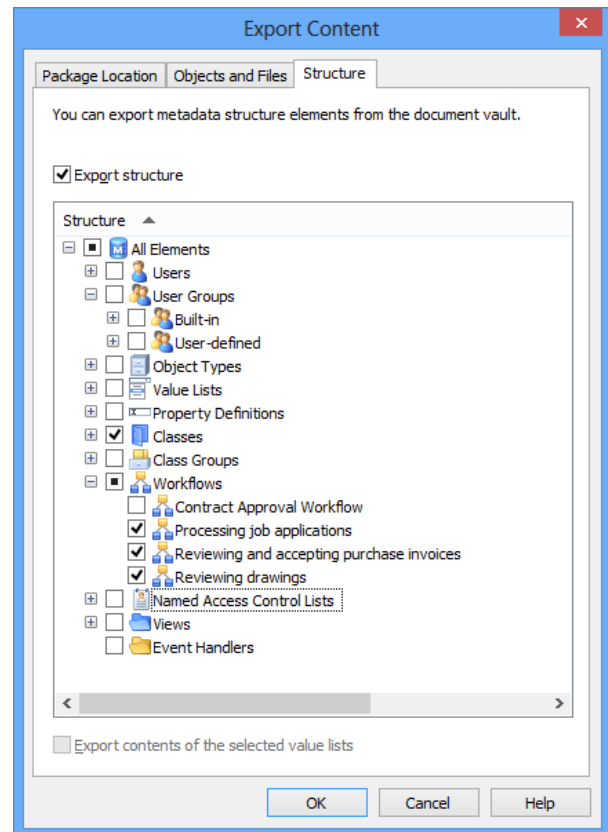 Export Content
Package Location Objects and Files Structure
You can export metadata structure elements from the document vault.
Export structure
Structure
All Elements
Users
User Groups
Built-in
User-defined
Object Types
Value Lists
Property Definitions
Classes
Class Groups
Workflows
Contract Approval Workflow
Processing job applications
Reviewing and accepting purchase invoices
Reviewing drawings
Named Access Control Lists
Views
Event Handlers
Export contents of the selected value lists
OK Cancel Help